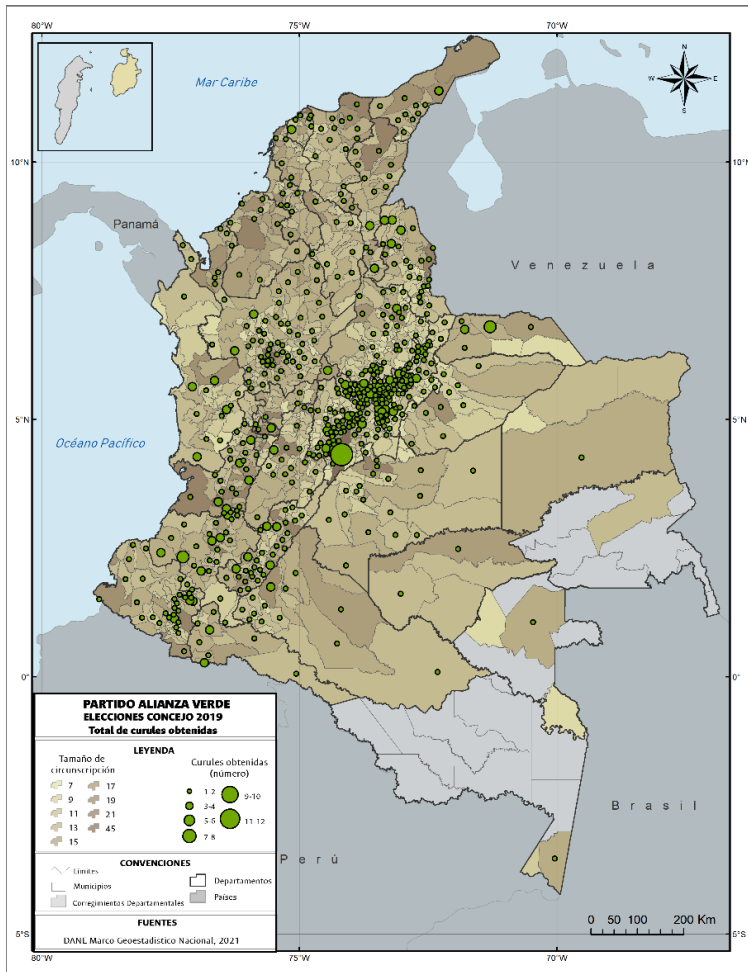 80°W
75°W
70°W
Mar Caribe
N
W
E
S
10°N
10°N
Panamá
Venezuela
5°N
5°N
Océano Pacífico
0°
0°
PARTIDO ALIANZA VERDE
ELECCIONES CONCEJO 2019
Total de curules obtenidas
LEYENDA
Tamaño de
circunscripción
7
9
11
13
15
17
19
21
45
Curules obtenidas
(número)
1-2
3-4
5-6
7-8
9-10
11-12
CONVENCIONES
Límites
Municipios
Corregimientos Departamentales
Departamentos
Países
FUENTES
DANE Marco Geoestadistico Nacional, 2021
Perú
Brasil
0 50 100 200 Km
5°S
5°S
80°W
75°W
70°W